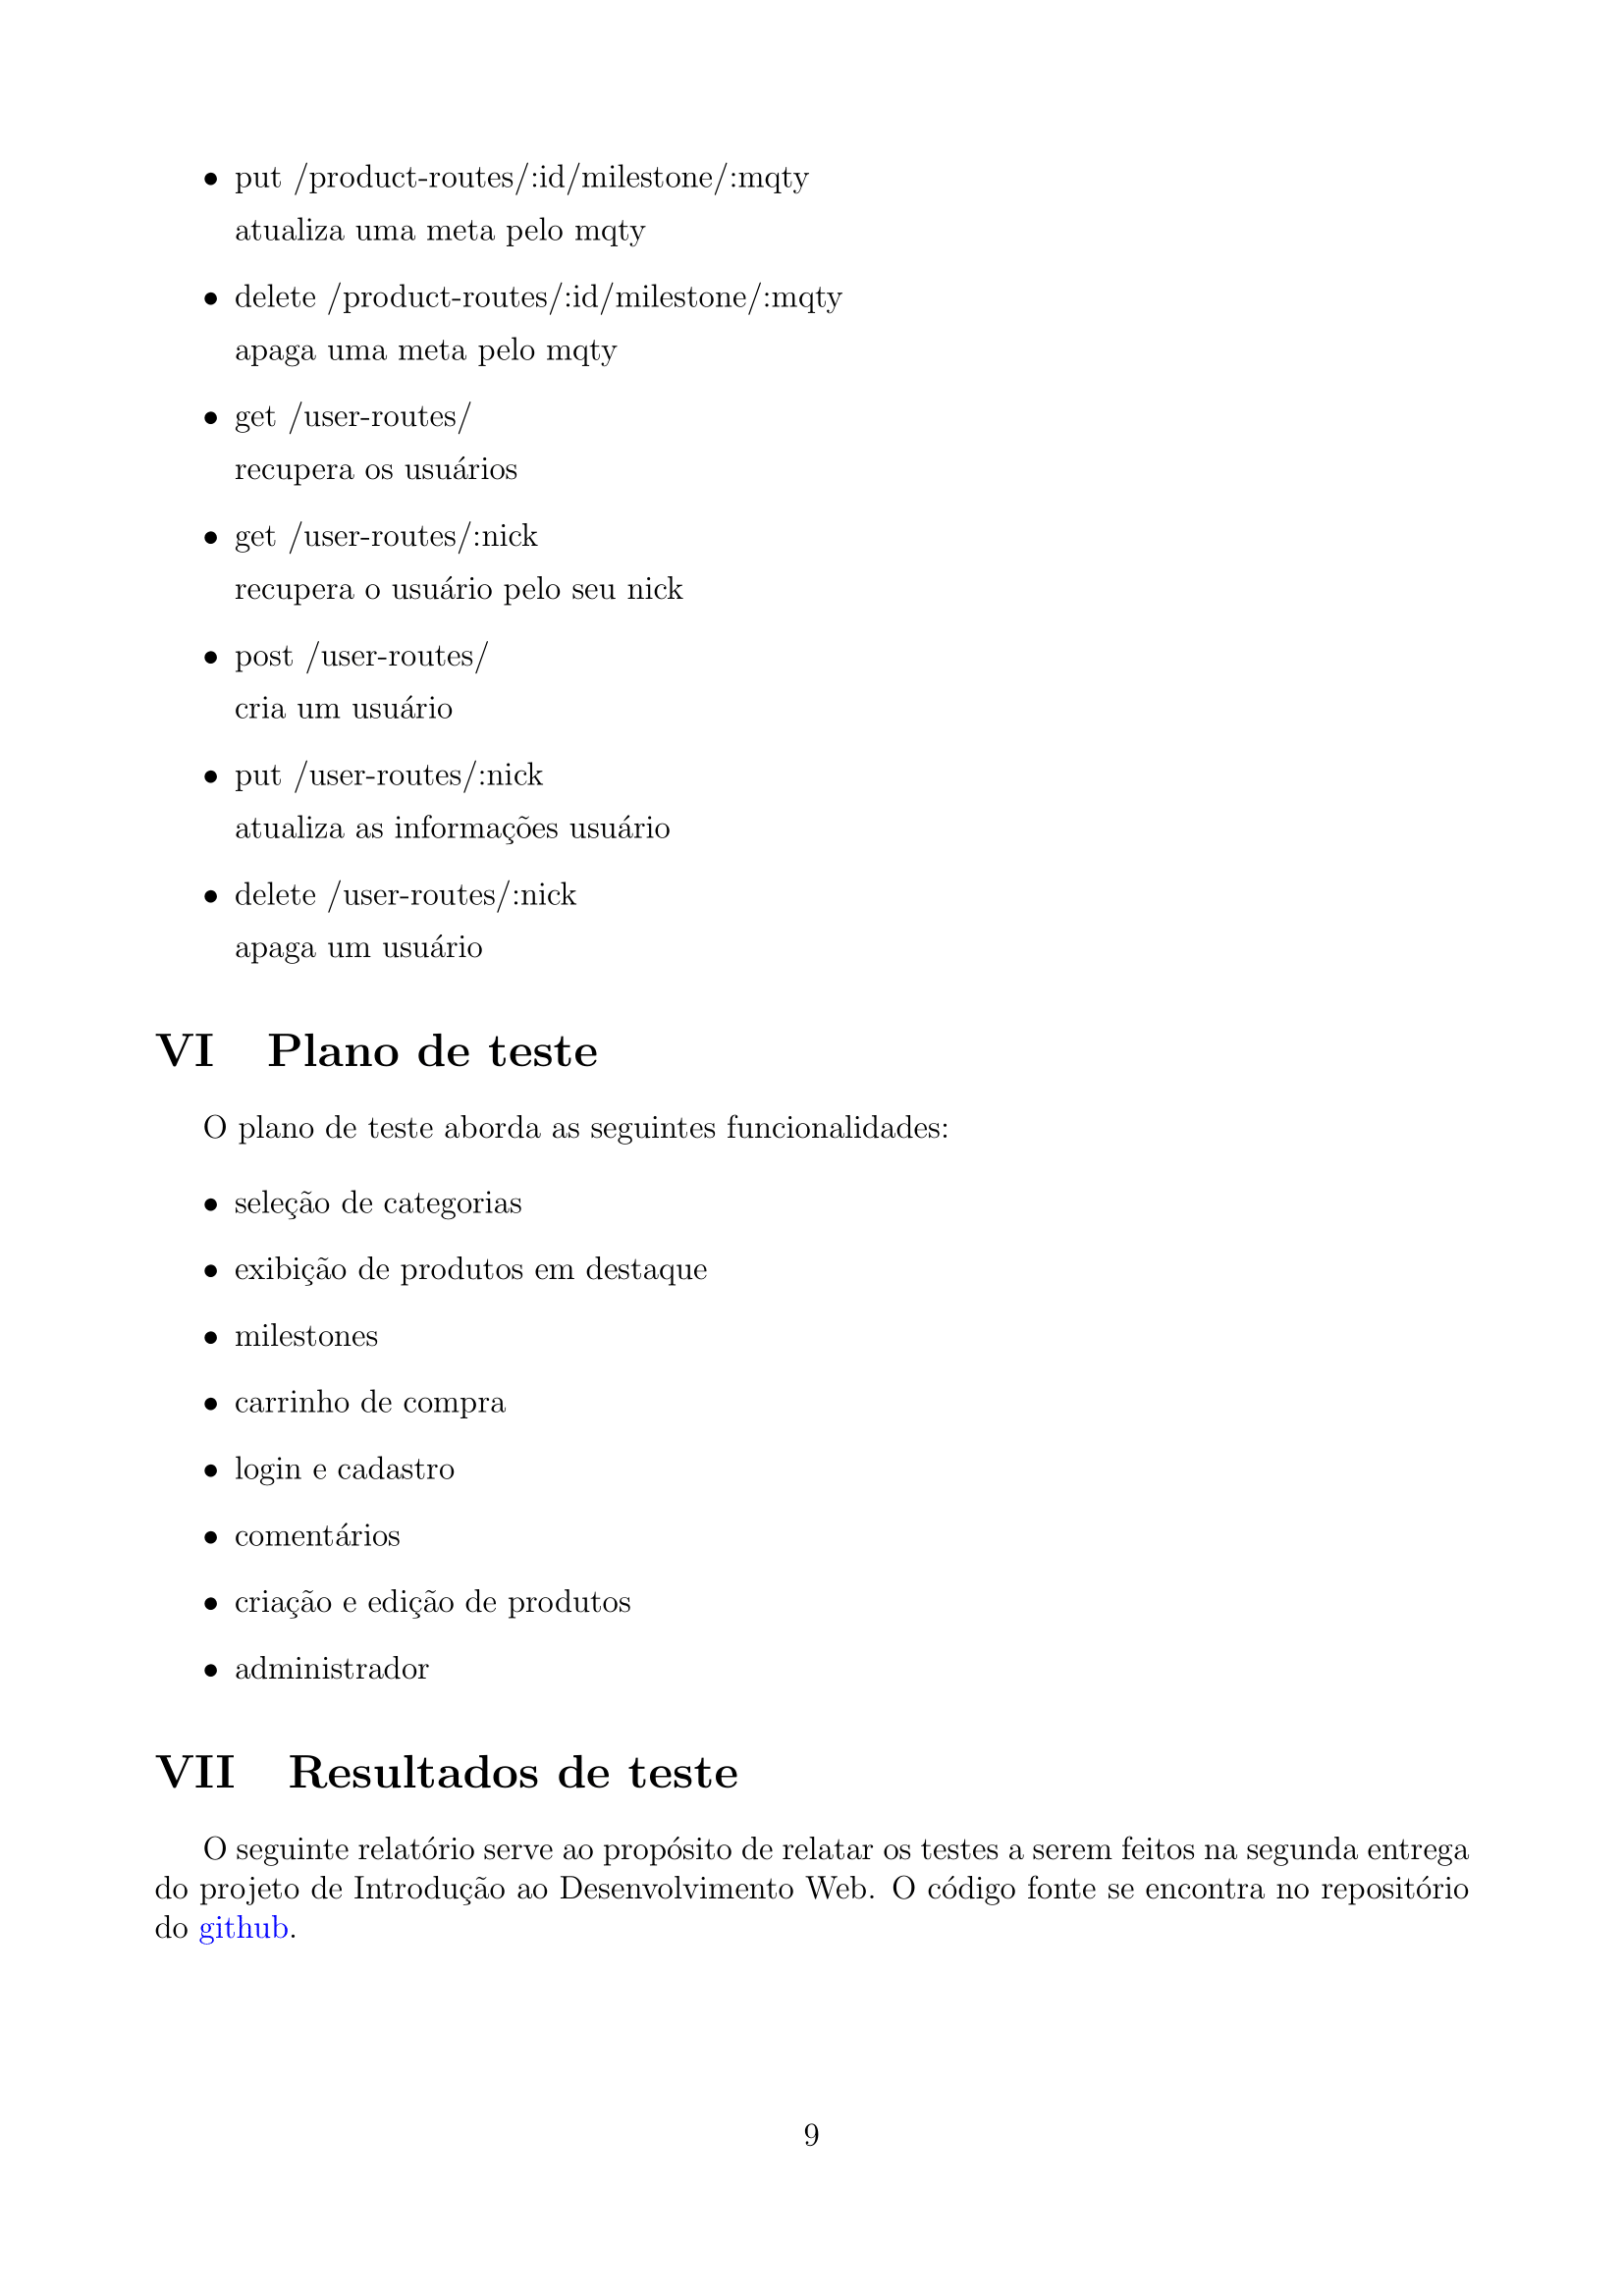 • put /product-routes/:id/milestone/:mqty
atualiza uma meta pelo mqty
• delete /product-routes/:id/milestone/:mqty
apaga uma meta pelo mqty
• get /user-routes/
recupera os usuários
• get /user-routes/:nick
recupera o usuário pelo seu nick
• post /user-routes/
cria um usuário
• put /user-routes/:nick
atualiza as informações usuário
• delete /user-routes/:nick
apaga um usuário
VI Plano de teste
O plano de teste aborda as seguintes funcionalidades:
• seleção de categorias
• exibição de produtos em destaque
• milestones
• carrinho de compra
• login e cadastro
• comentários
• criação e edição de produtos
• administrador
VII Resultados de teste
O seguinte relatório serve ao propósito de relatar os testes a serem feitos na segunda entrega
do projeto de Introdução ao Desenvolvimento Web. O código fonte se encontra no repositório
do github.
9